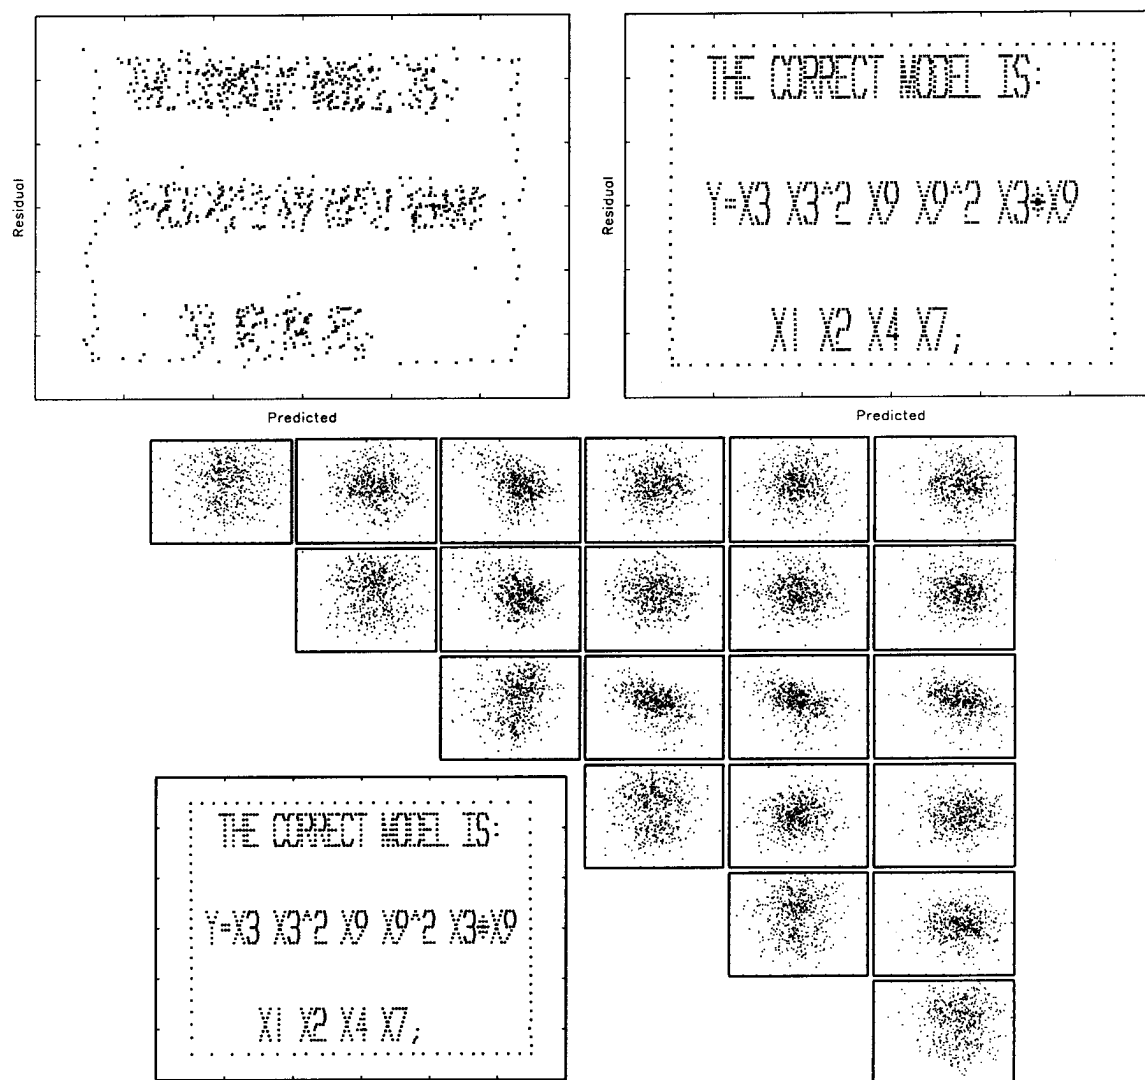 Residual
Predicted
Residual
THE CORRECT MODEL IS:
Y=X3 X3^2 X9 X9^2 X3*X9
X1 X2 X4 X7;
Predicted
THE CORRECT MODEL IS:
Y=X3 X3^2 X9 X9^2 X3*X9
X1 X2 X4 X7;